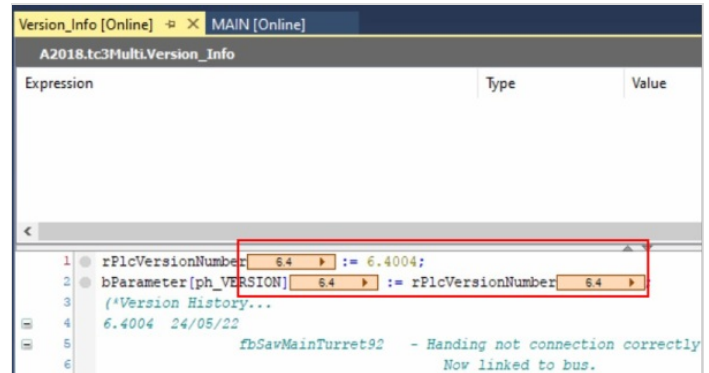 Version_Info [Online] MAIN [Online]
A2018.tc3Multi.Version_Info
Expression Type Value
1 rPlcVersionNumber 6.4 := 6.4004;
2 bParameter[ph_VERSION] 6.4 := rPlcVersionNumber 6.4 ;
3 (*Version History...
4 6.4004 24/05/22
5 fbSavMainTurret92 - Handing not connection correctly
6 Now linked to bus.